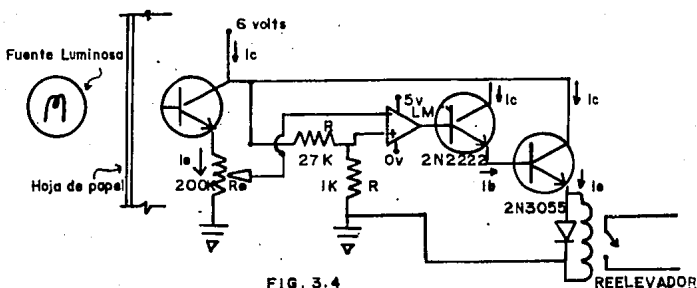 6 volts
Ic
Fuente Luminosa
Hoja de papel
Ie
200K Re
R
27K
1K R
5v
LM
0v
Ic
2N2222
Ib
Ic
2N3055
Ie
REELEVADOR
FIG. 3.4